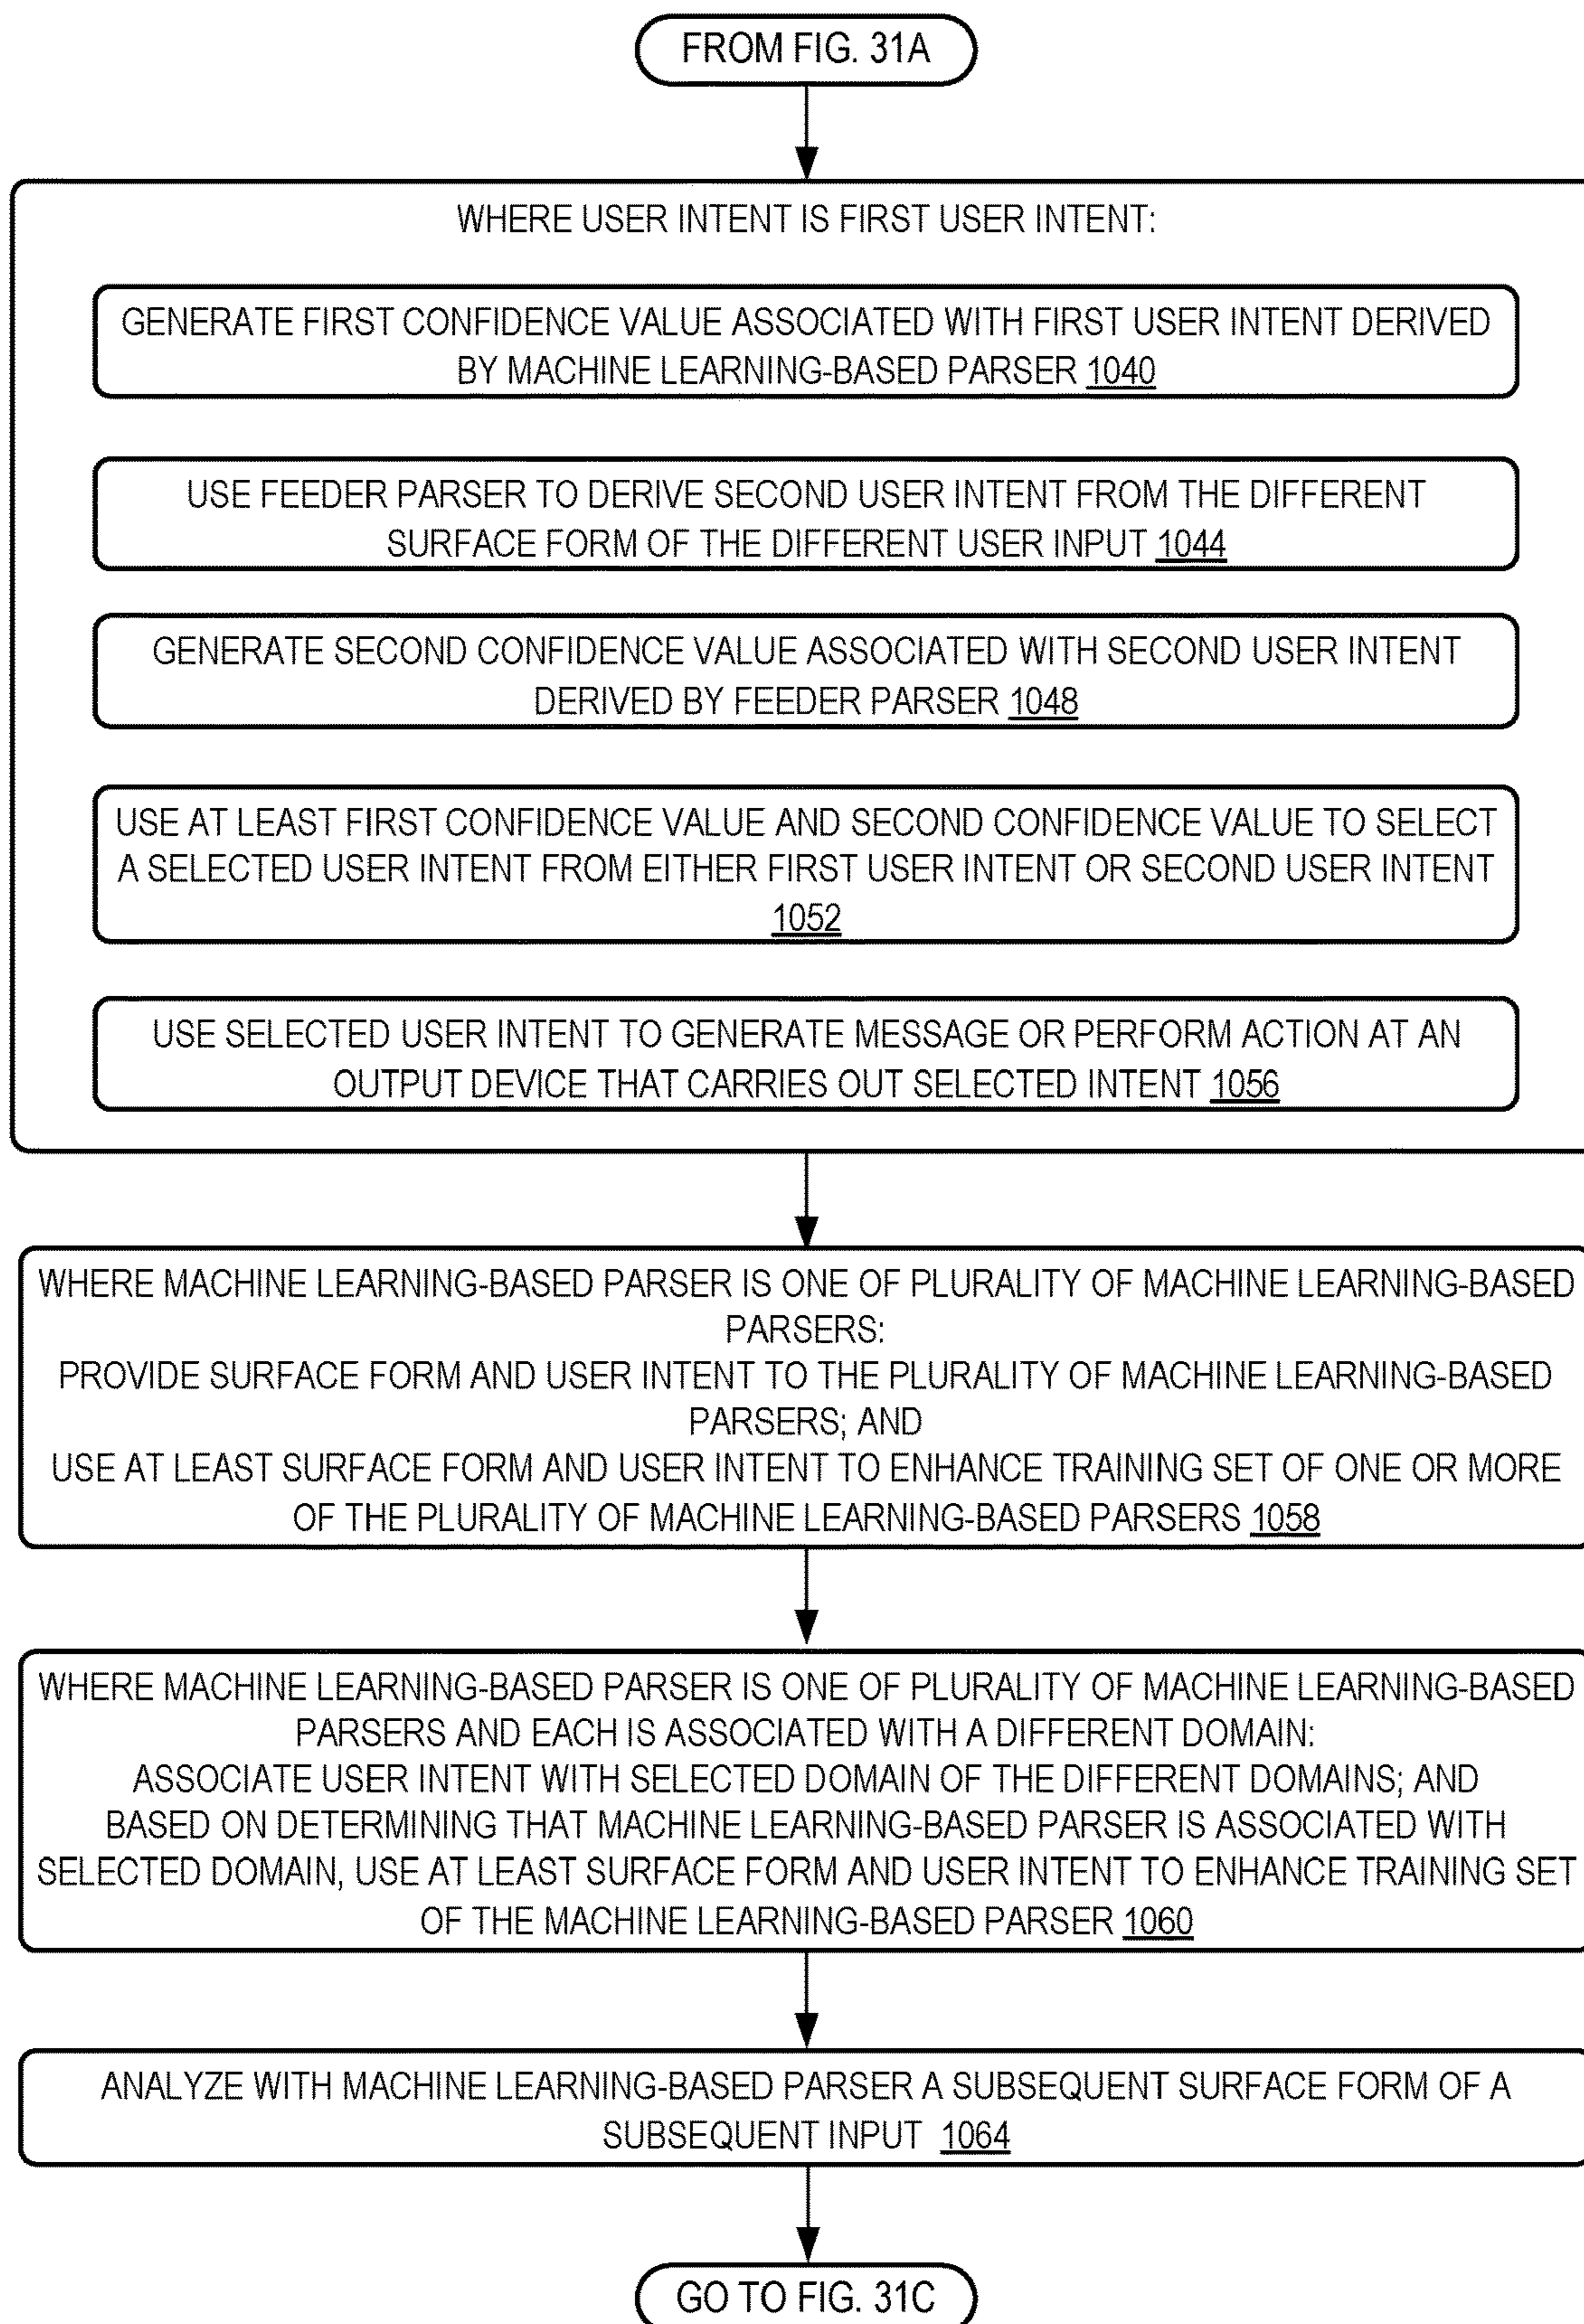 FROM FIG. 31A
WHERE USER INTENT IS FIRST USER INTENT:
GENERATE FIRST CONFIDENCE VALUE ASSOCIATED WITH FIRST USER INTENT DERIVED
BY MACHINE LEARNING-BASED PARSER 1040
USE FEEDER PARSER TO DERIVE SECOND USER INTENT FROM THE DIFFERENT
SURFACE FORM OF THE DIFFERENT USER INPUT 1044
GENERATE SECOND CONFIDENCE VALUE ASSOCIATED WITH SECOND USER INTENT
DERIVED BY FEEDER PARSER 1048
USE AT LEAST FIRST CONFIDENCE VALUE AND SECOND CONFIDENCE VALUE TO SELECT
A SELECTED USER INTENT FROM EITHER FIRST USER INTENT OR SECOND USER INTENT
1052
USE SELECTED USER INTENT TO GENERATE MESSAGE OR PERFORM ACTION AT AN
OUTPUT DEVICE THAT CARRIES OUT SELECTED INTENT 1056
WHERE MACHINE LEARNING-BASED PARSER IS ONE OF PLURALITY OF MACHINE LEARNING-BASED
PARSERS:
PROVIDE SURFACE FORM AND USER INTENT TO THE PLURALITY OF MACHINE LEARNING-BASED
PARSERS; AND
USE AT LEAST SURFACE FORM AND USER INTENT TO ENHANCE TRAINING SET OF ONE OR MORE
OF THE PLURALITY OF MACHINE LEARNING-BASED PARSERS 1058
WHERE MACHINE LEARNING-BASED PARSER IS ONE OF PLURALITY OF MACHINE LEARNING-BASED
PARSERS AND EACH IS ASSOCIATED WITH A DIFFERENT DOMAIN:
ASSOCIATE USER INTENT WITH SELECTED DOMAIN OF THE DIFFERENT DOMAINS; AND
BASED ON DETERMINING THAT MACHINE LEARNING-BASED PARSER IS ASSOCIATED WITH
SELECTED DOMAIN, USE AT LEAST SURFACE FORM AND USER INTENT TO ENHANCE TRAINING SET
OF THE MACHINE LEARNING-BASED PARSER 1060
ANALYZE WITH MACHINE LEARNING-BASED PARSER A SUBSEQUENT SURFACE FORM OF A
SUBSEQUENT INPUT 1064
GO TO FIG. 31C